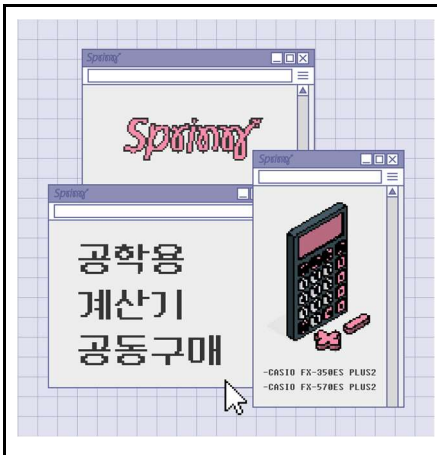 Spring
Spring
Spring
Spring
공학용
계산기
공동구매
-CASIO FX-350ES PLUS2
-CASIO FX-570ES PLUS2